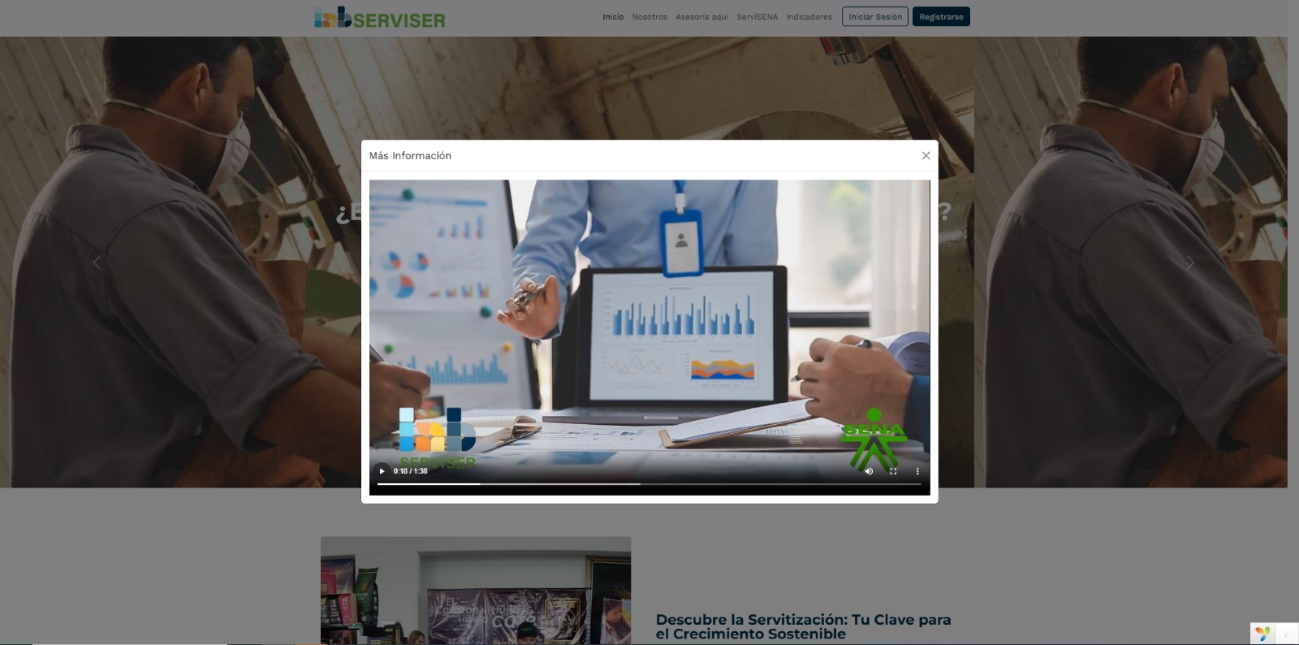 SERVISER
Inicio Nosotros Asesoria aqui ServiSENA Indicadores Iniciar Sesión Registrarse
Más Información
¿
?
SENA
SERVISER
0:18 / 1:38
Descubre la Servitización: Tu Clave para
el Crecimiento Sostenible